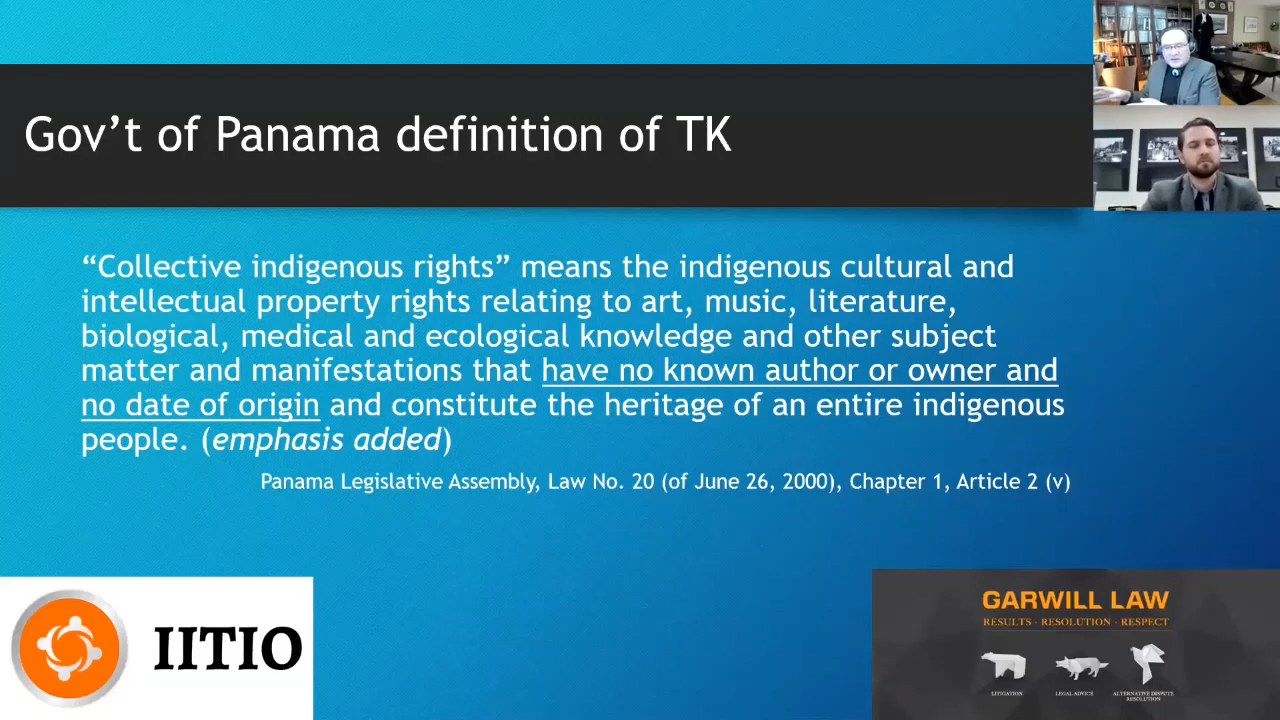 Gov’t of Panama definition of TK
“Collective indigenous rights” means the indigenous cultural and
intellectual property rights relating to art, music, literature,
biological, medical and ecological knowledge and other subject
matter and manifestations that have no known author or owner and
no date of origin and constitute the heritage of an entire indigenous
people. (emphasis added)
Panama Legislative Assembly, Law No. 20 (of June 26, 2000), Chapter 1, Article 2 (v)
IITIO
GARWILL LAW
RESULTS - RESOLUTION - RESPECT
LITIGATION
LEGAL ADVICE
ALTERNATIVE DISPUTE
RESOLUTION